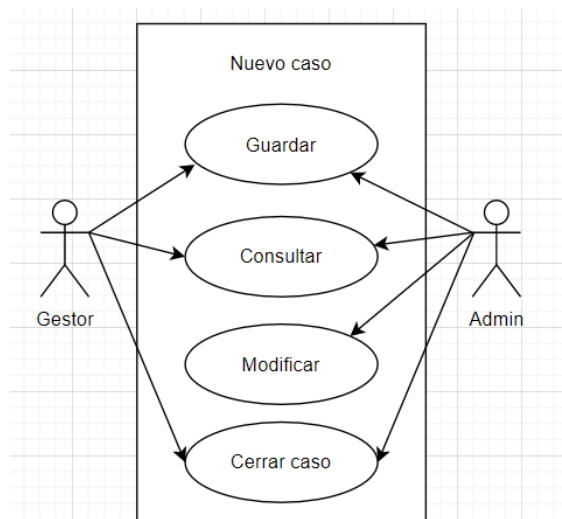 Nuevo caso
Guardar
Consultar
Gestor
Admin
Modificar
Cerrar caso